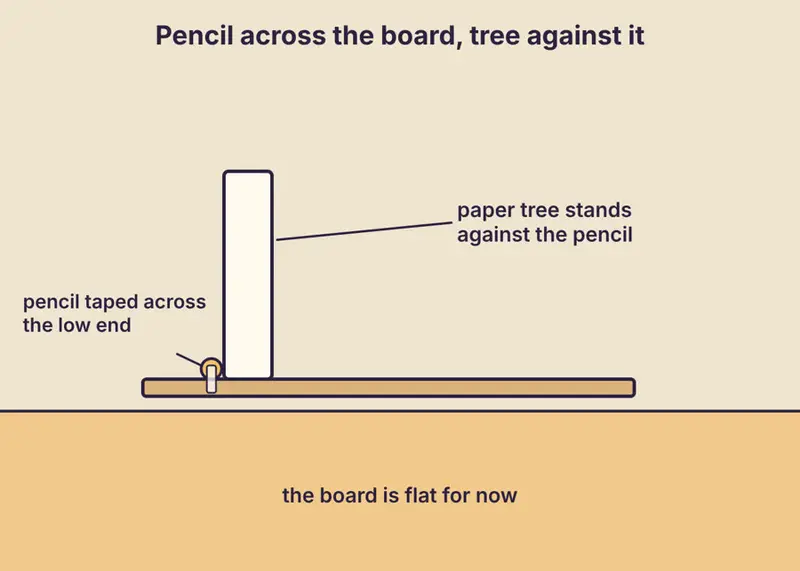 Pencil across the board, tree against it
paper tree stands
against the pencil
pencil taped across
the low end
the board is flat for now